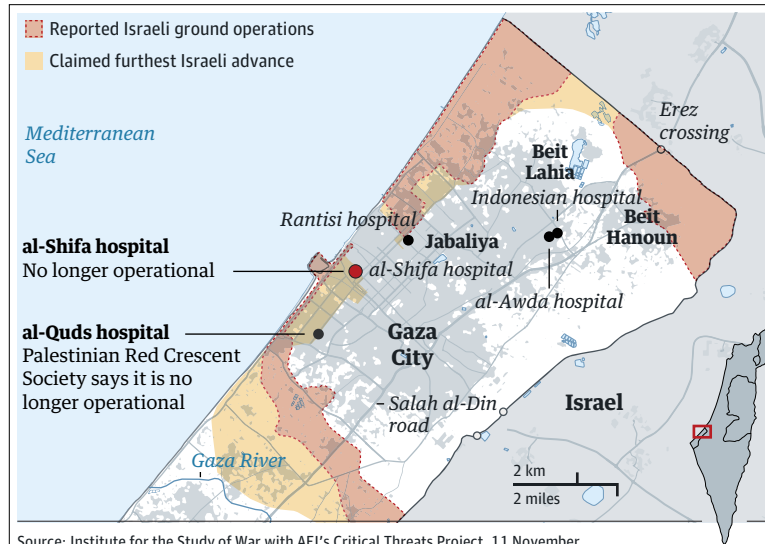 Reported Israeli ground operations
Claimed furthest Israeli advance
Mediterranean
Sea
Erez
crossing
Beit
Lahia
Indonesian hospital
Rantisi hospital
Beit
Hanoun
Jabaliya
al-Shifa hospital
No longer operational
al-Shifa hospital
al-Awda hospital
al-Quds hospital
Palestinian Red Crescent
Society says it is no
longer operational
Gaza
City
Salah al-Din
road
Israel
Gaza River
2 km
2 miles
Source: Institute for the Study of War with AEI's Critical Threats Project, 11 November